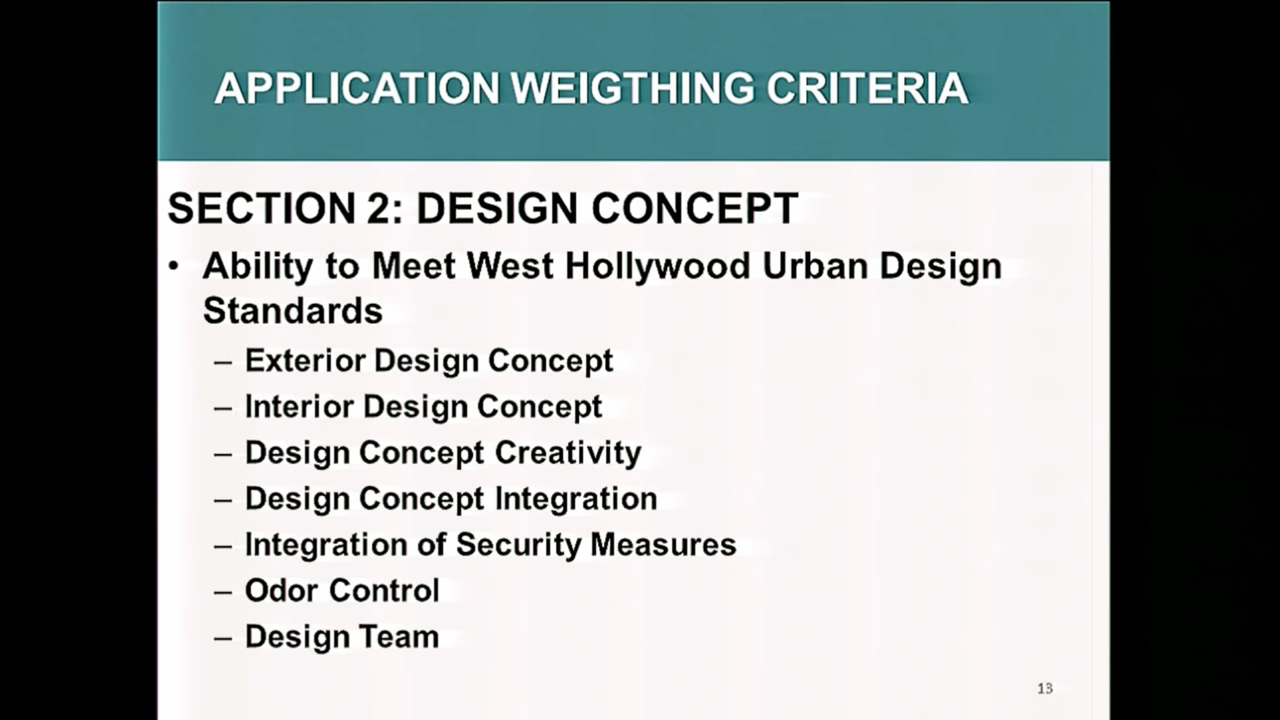 APPLICATION WEIGTHING CRITERIA
SECTION 2: DESIGN CONCEPT
• Ability to Meet West Hollywood Urban Design
Standards
– Exterior Design Concept
– Interior Design Concept
– Design Concept Creativity
– Design Concept Integration
– Integration of Security Measures
– Odor Control
– Design Team
13